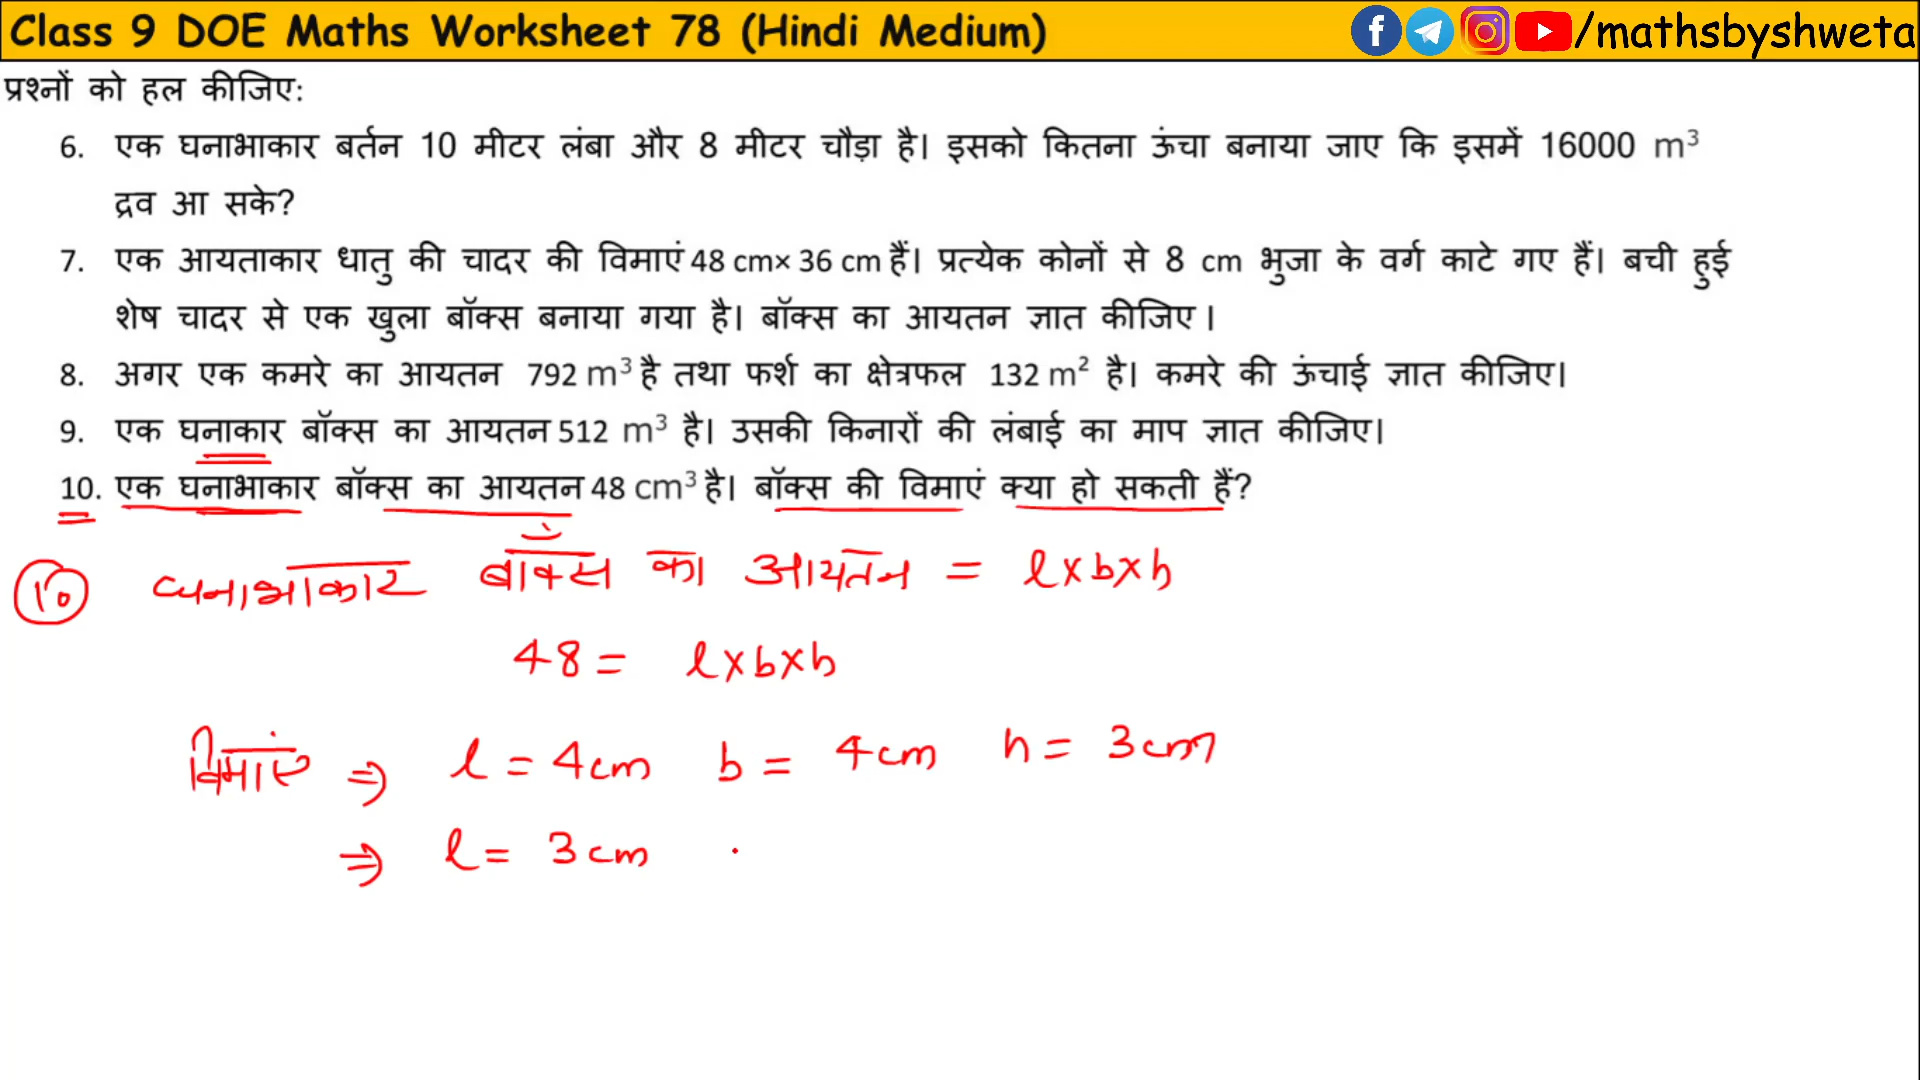 Class 9 DOE Maths Worksheet 78 (Hindi Medium) /mathsbyshweta
प्रश्नों को हल कीजिए:
6. एक घनाभाकार बर्तन 10 मीटर लंबा और 8 मीटर चौड़ा है। इसको कितना ऊंचा बनाया जाए कि इसमें 16000 m³
द्रव आ सके?
7. एक आयताकार धातु की चादर की विमाएं 48 cm× 36 cm हैं। प्रत्येक कोनों से 8 cm भुजा के वर्ग काटे गए हैं। बची हुई
शेष चादर से एक खुला बॉक्स बनाया गया है। बॉक्स का आयतन ज्ञात कीजिए ।
8. अगर एक कमरे का आयतन 792 m³ है तथा फर्श का क्षेत्रफल 132 m² है। कमरे की ऊंचाई ज्ञात कीजिए।
9. एक घनाकार बॉक्स का आयतन 512 m³ है। उसकी किनारों की लंबाई का माप ज्ञात कीजिए।
10. एक घनाभाकार बॉक्स का आयतन 48 cm³ है। बॉक्स की विमाएं क्या हो सकती हैं?
10 घनाभाकार बॉक्स का आयतन = l×b×h
48 = l×b×h
विमाएं ⇒ l = 4cm b = 4cm h = 3cm
⇒ l = 3cm